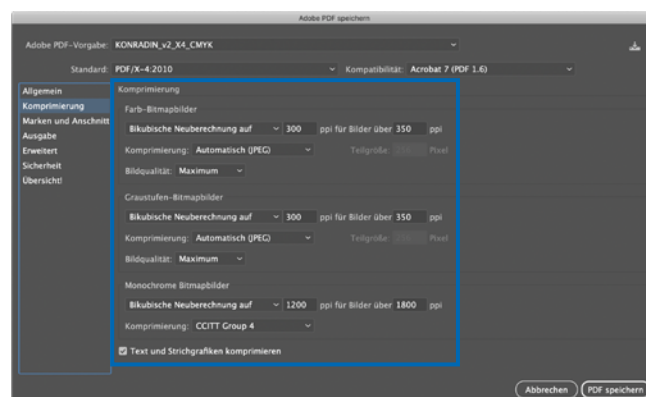 Adobe PDF speichern
Adobe PDF-Vorgabe: KONRADIN_v2_X4_CMYK
Standard: PDF/X-4:2010 Kompatibilität: Acrobat 7 (PDF 1.6)
Allgemein
Komprimierung
Marken und Anschnitt
Ausgabe
Erweitert
Sicherheit
Übersicht!
Komprimierung
Farb-Bitmapbilder
Bikubische Neuberechnung auf 300 ppi für Bilder über 350 ppi
Komprimierung: Automatisch (JPEG) Teilgröße: Pixel
Bildqualität: Maximum
Graustufen-Bitmapbilder
Bikubische Neuberechnung auf 300 ppi für Bilder über 350 ppi
Komprimierung: Automatisch (JPEG) Teilgröße: Pixel
Bildqualität: Maximum
Monochrome Bitmapbilder
Bikubische Neuberechnung auf 1200 ppi für Bilder über 1800 ppi
Komprimierung: CCITT Group 4
Text und Strichgrafiken komprimieren
Abbrechen PDF speichern